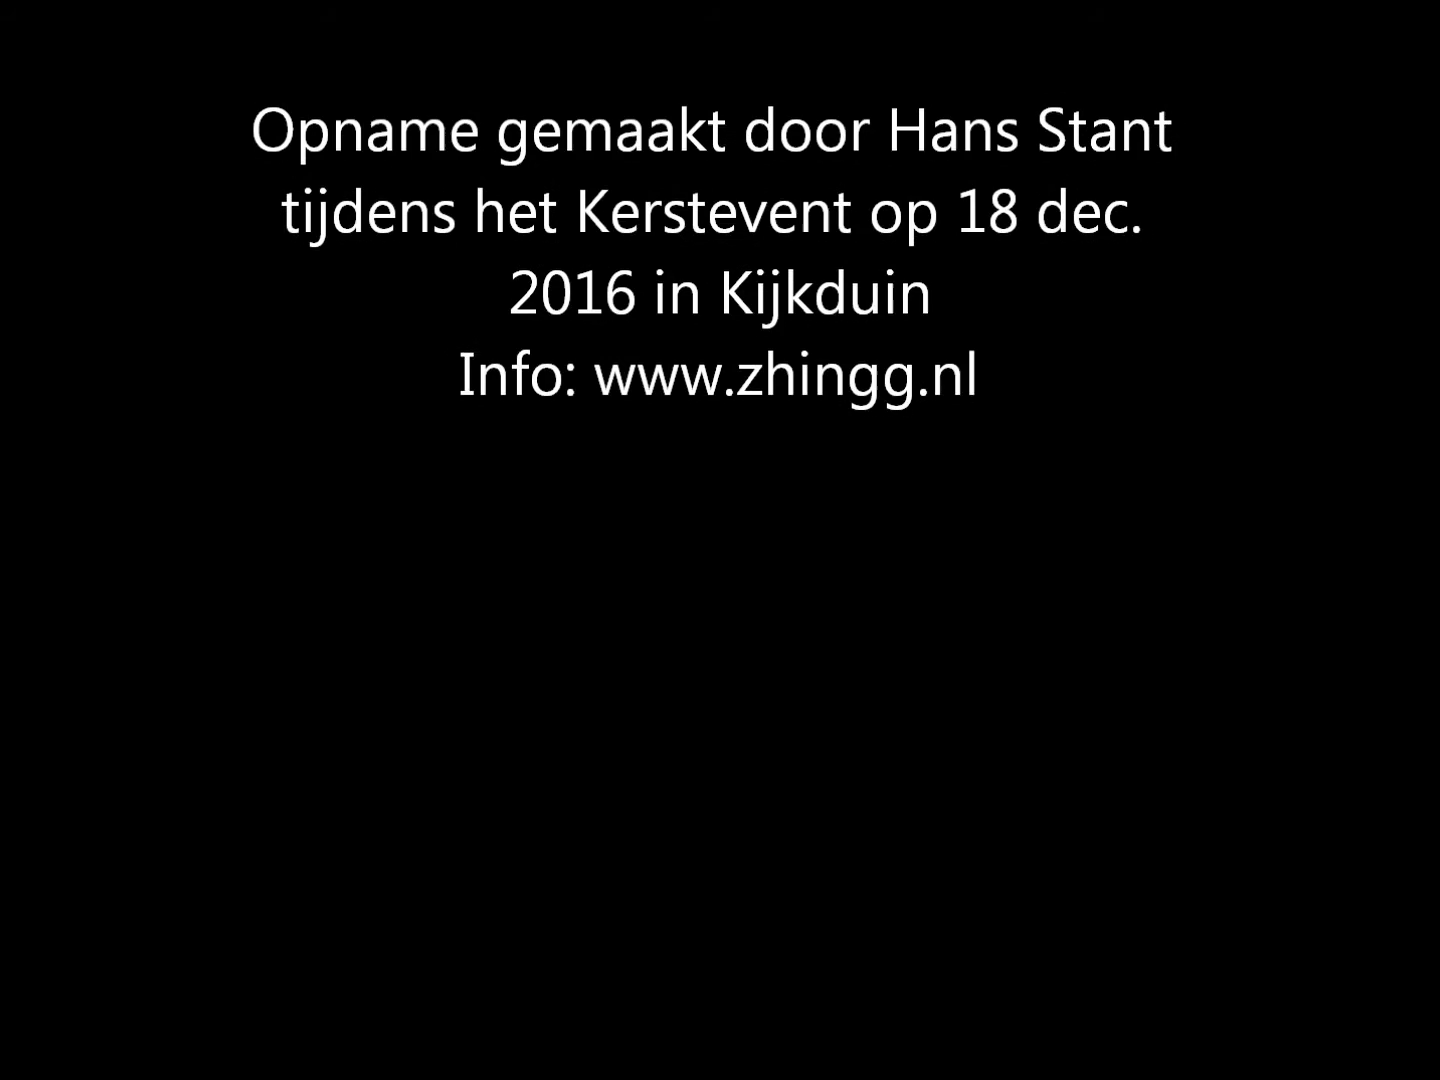 Opname gemaakt door Hans Stant
tijdens het Kerstevent op 18 dec.
2016 in Kijkduin
Info: www.zhingg.nl